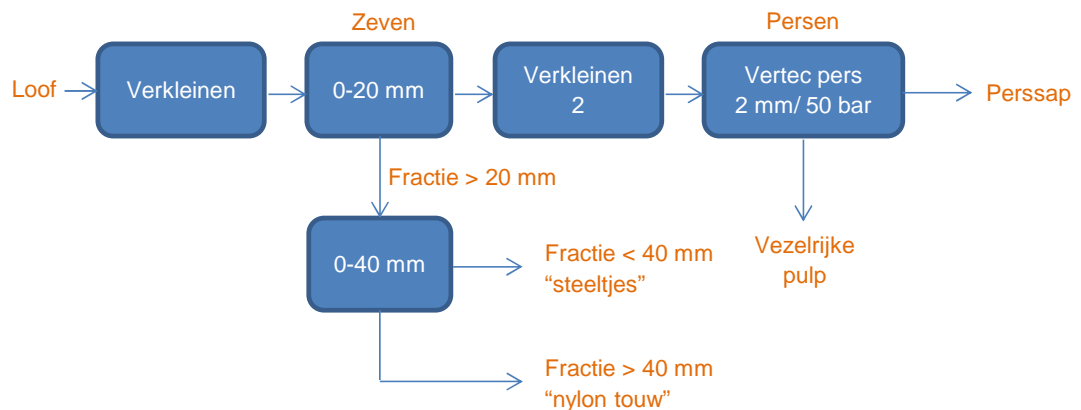 Zeven
Persen
Loof
Verkleinen
0-20 mm
Verkleinen
2
Vertec pers
2 mm/ 50 bar
Perssap
Fractie > 20 mm
0-40 mm
Fractie < 40 mm
“steeltjes”
Vezelrijke
pulp
Fractie > 40 mm
“nylon touw”